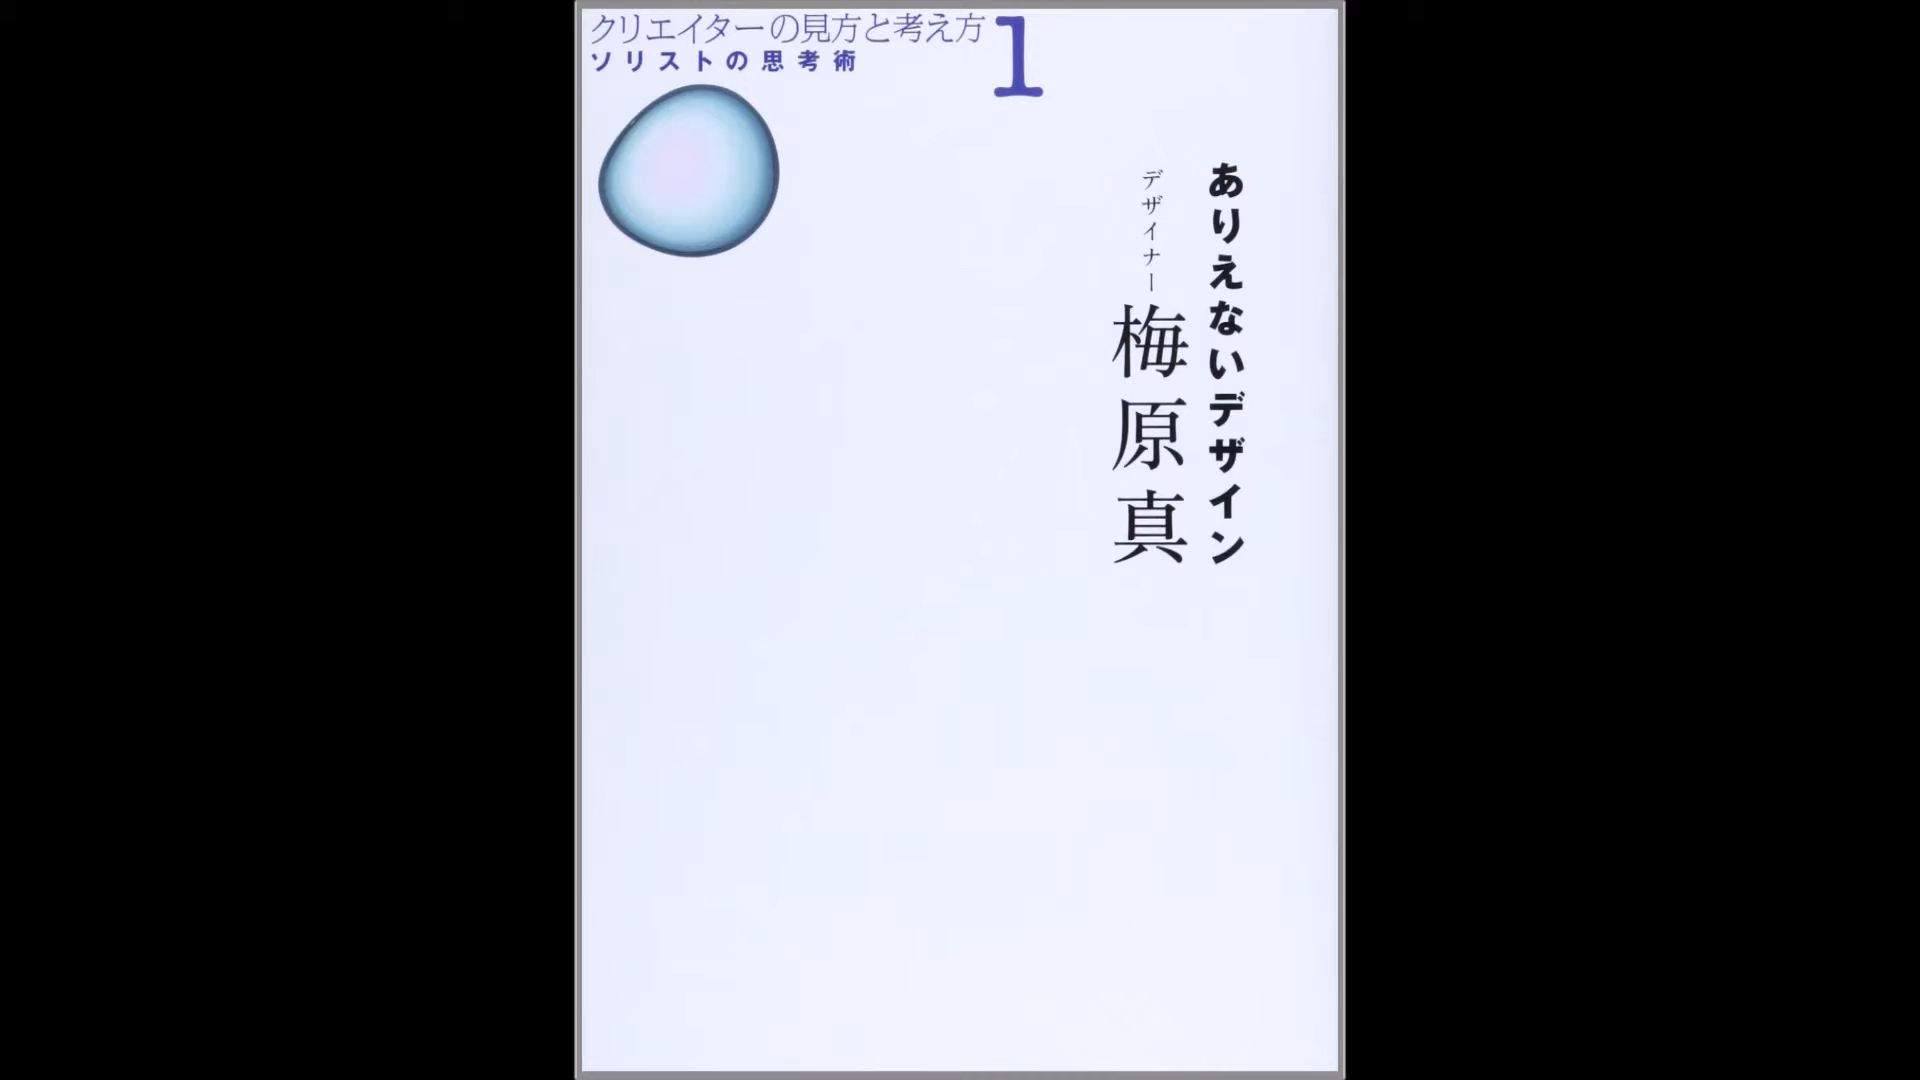 クリエイターの見方と考え方
1
ソリストの思考術
ありえないデザイン
デザイナー
梅原真